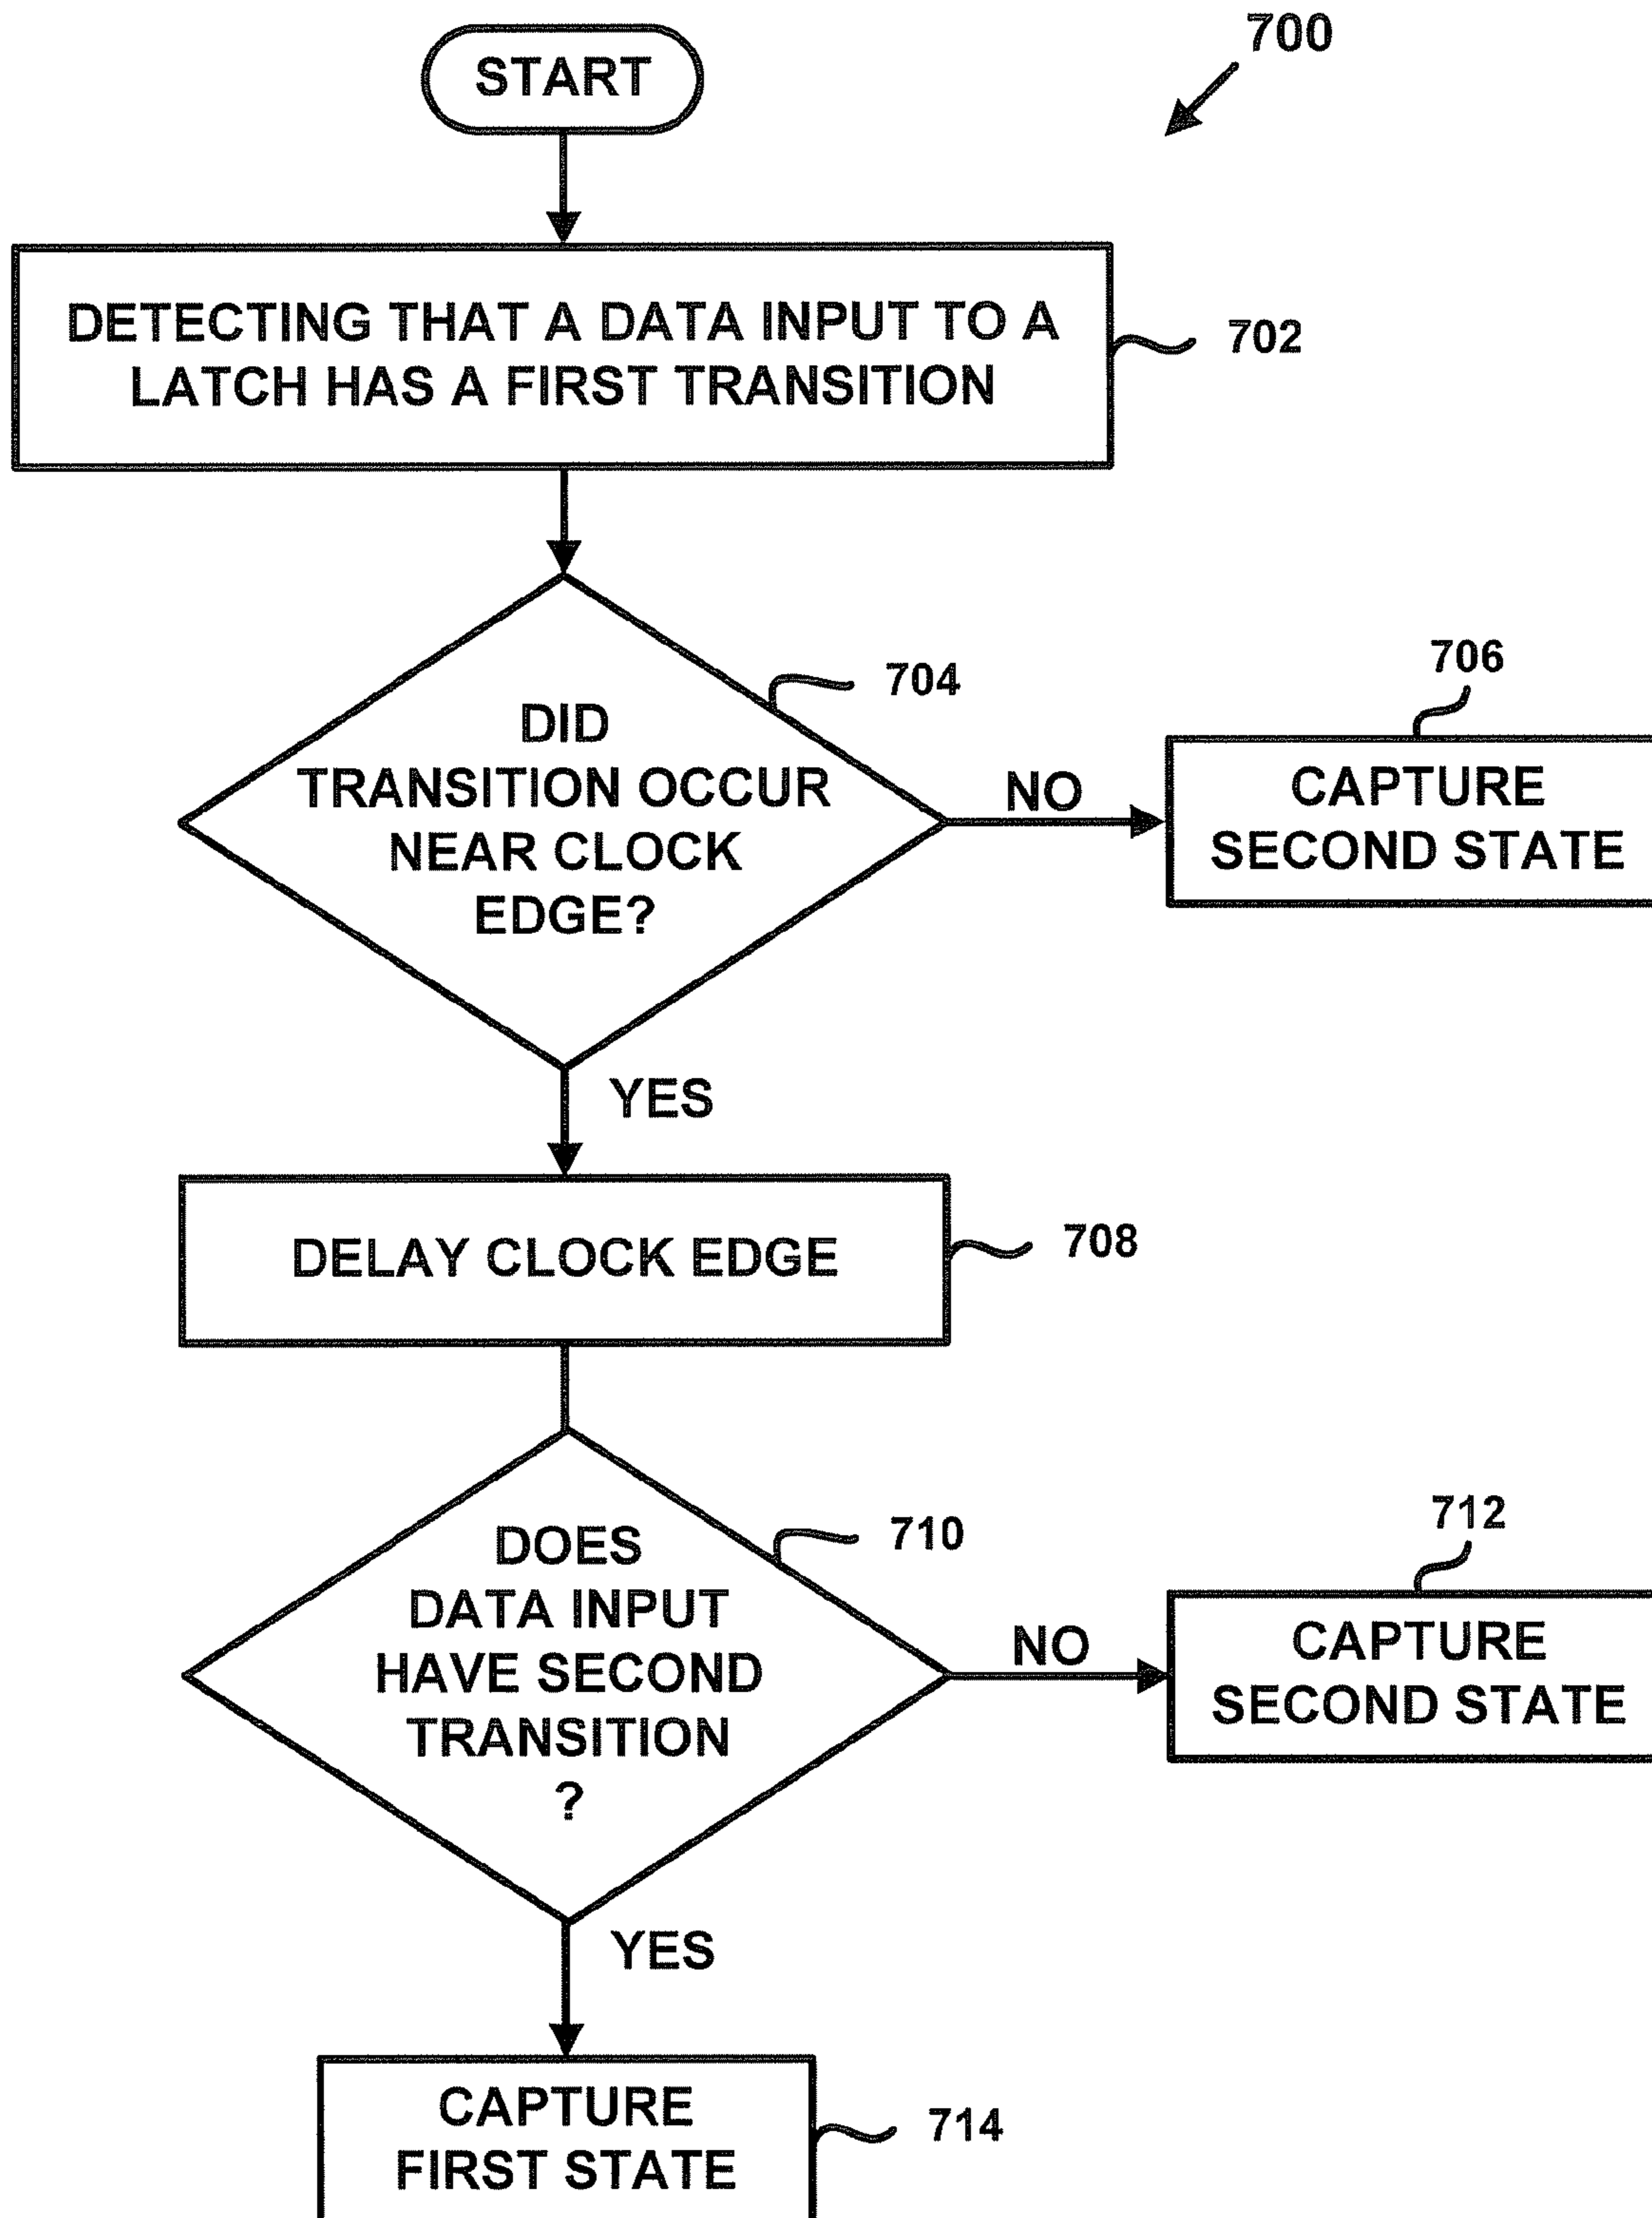 700
START
DETECTING THAT A DATA INPUT TO A
LATCH HAS A FIRST TRANSITION
702
DID
TRANSITION OCCUR
NEAR CLOCK
EDGE?
704
NO
706
CAPTURE
SECOND STATE
YES
DELAY CLOCK EDGE
708
DOES
DATA INPUT
HAVE SECOND
TRANSITION
?
710
NO
712
CAPTURE
SECOND STATE
YES
CAPTURE
FIRST STATE
714